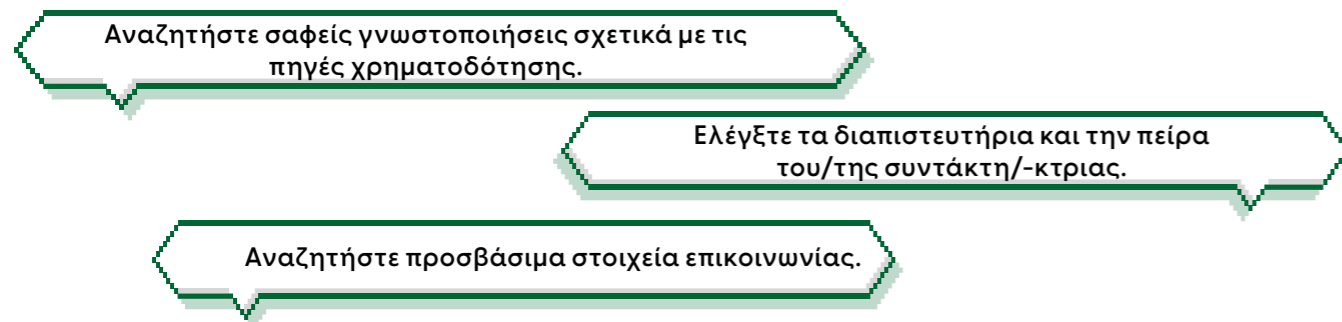 Αναζητήστε σαφείς γνωστοποιήσεις σχετικά με τις
πηγές χρηματοδότησης.
Ελέγξτε τα διαπιστευτήρια και την πείρα
του/της συντάκτη/-κτριας.
Αναζητήστε προσβάσιμα στοιχεία επικοινωνίας.